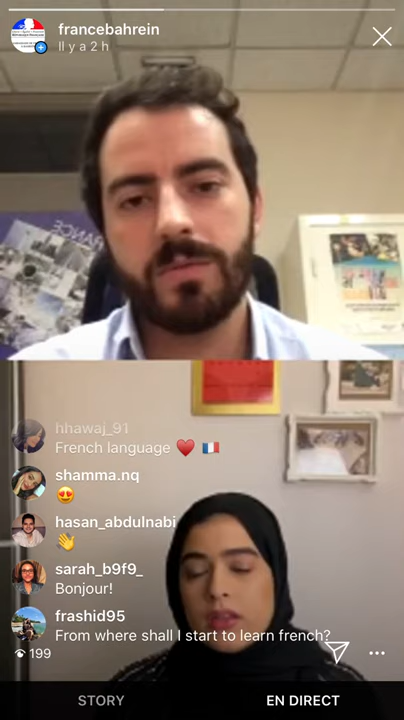 francebahrein
Il y a 2 h
hhawaj_91
French language ❤️ 🇫🇷
shamma.nq
😍
hasan_abdulnabi
👋
sarah_b9f9_
Bonjour!
frashid95
From where shall I start to learn french?
199
STORY
EN DIRECT